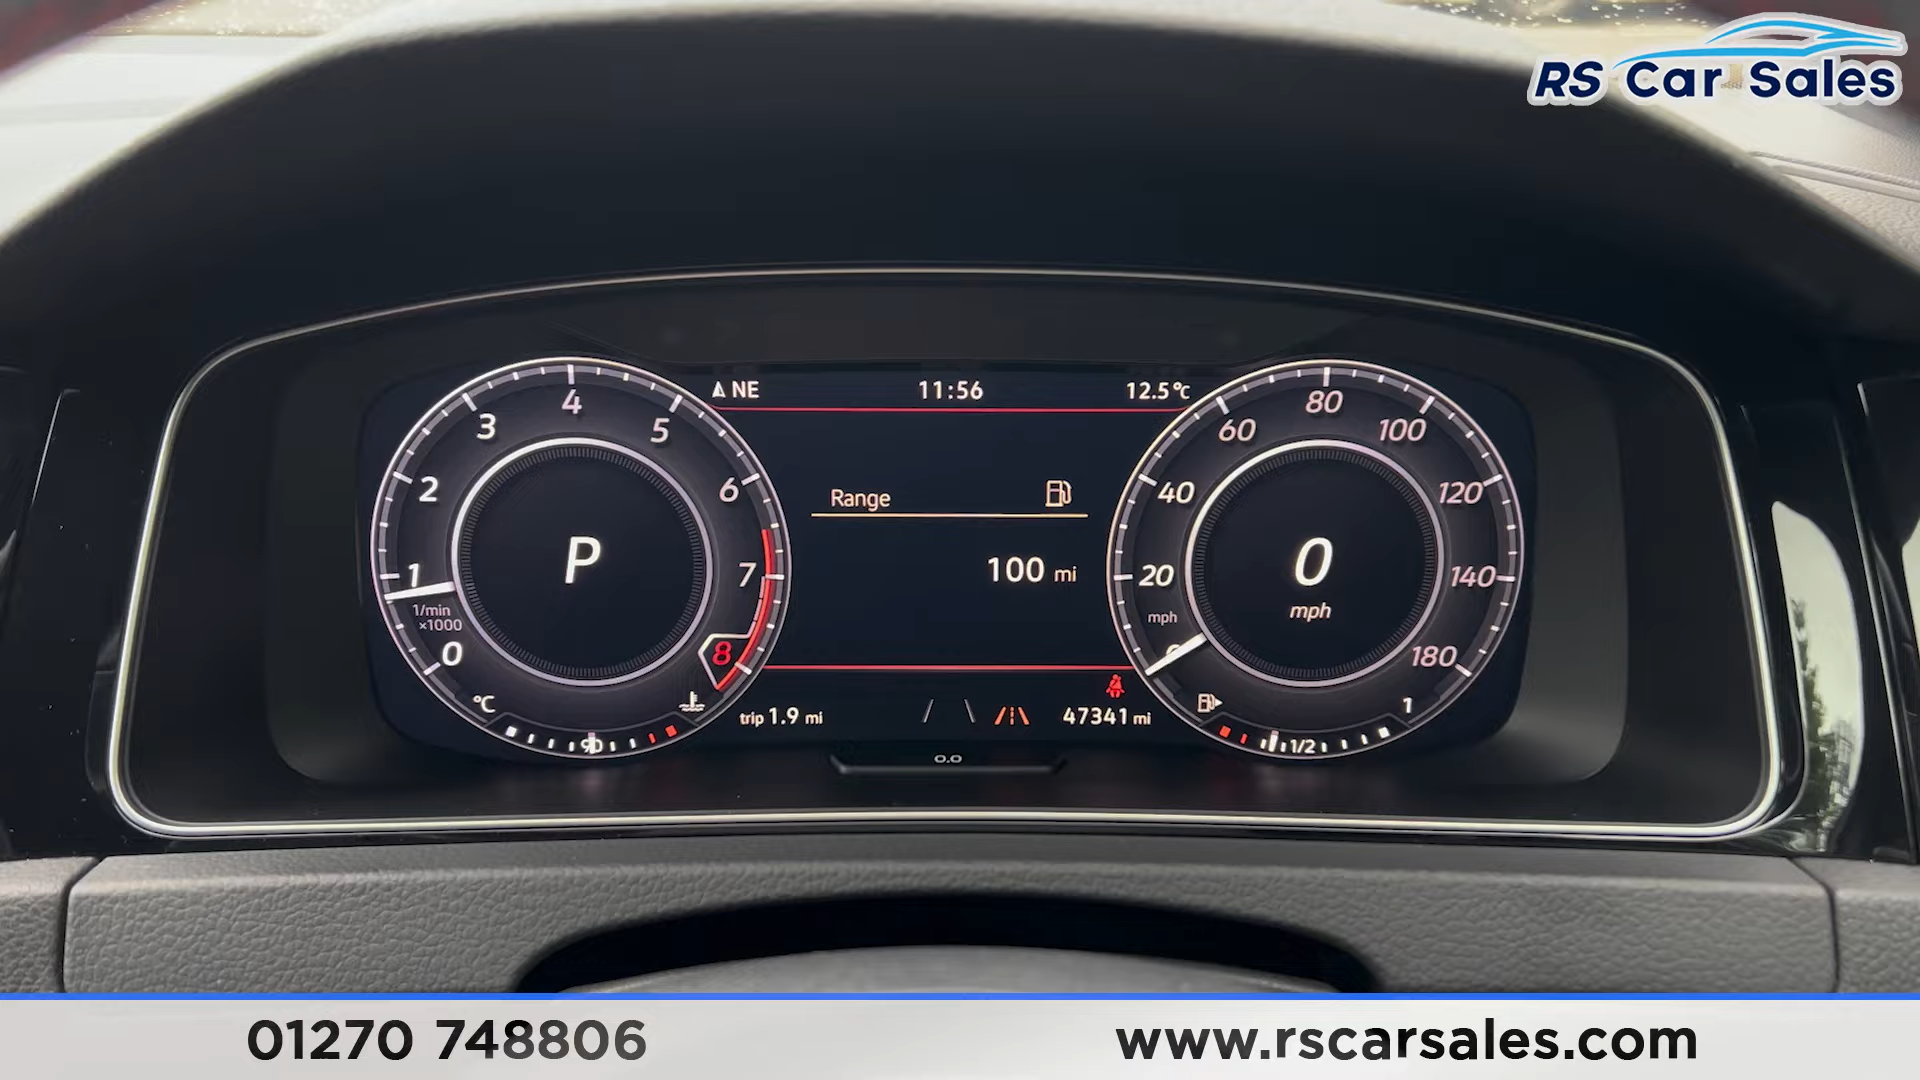 RS Car Sales
NE 11:56 12.5°C
1/min
×1000
0 1 2 3 4 5 6 7 8
P
°C
90
Range
100 mi
trip 1.9 mi
47341 mi
0.0
mph
20 40 60 80 100 120 140 180
0
mph
1/2 1
01270 748806 www.rscarsales.com